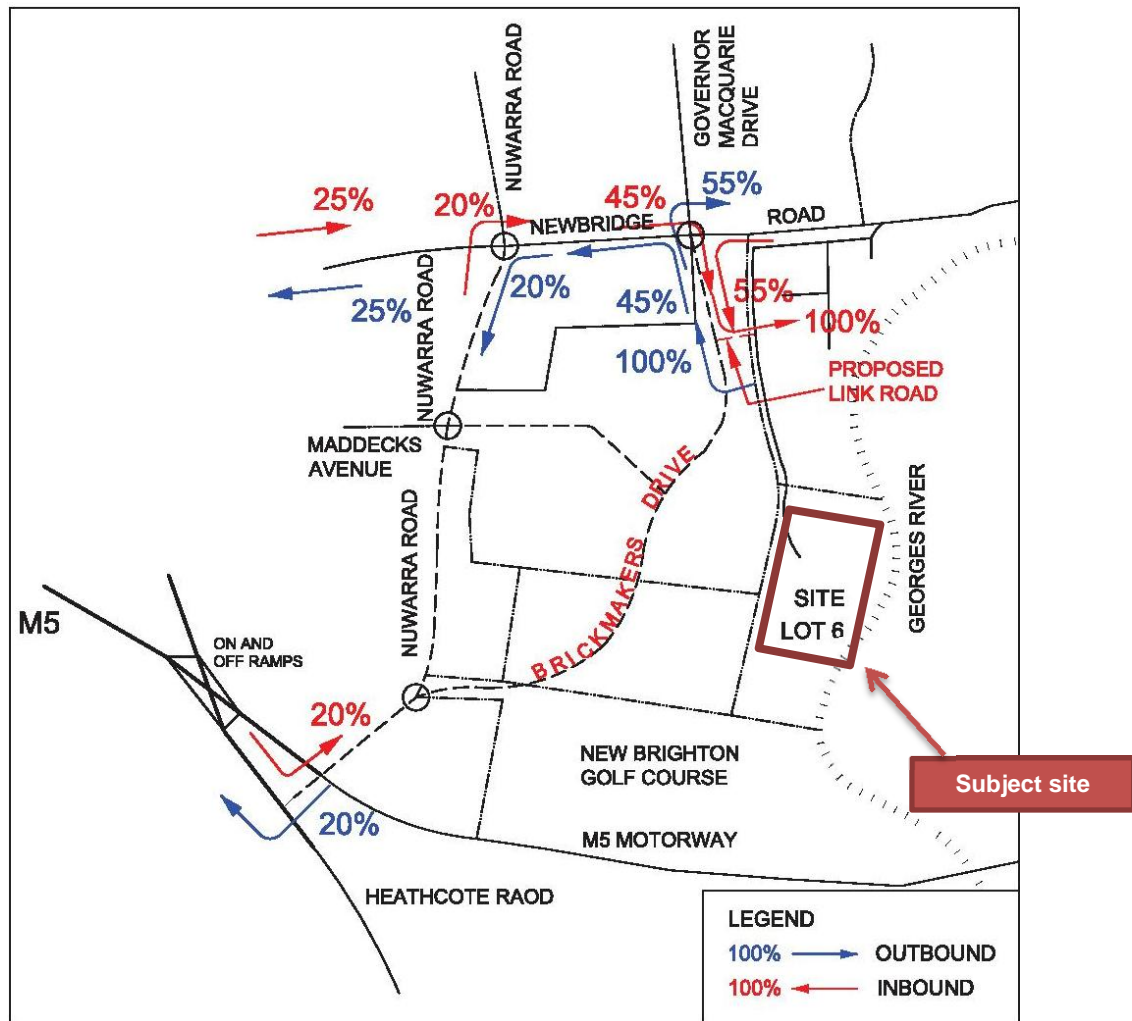 NUWARRA ROAD
GOVERNOR
MACQUARIE
DRIVE
25%
20%
45%
55%
NEWBRIDGE
ROAD
25%
NUWARRA ROAD
20%
45%
55%
100%
100%
PROPOSED
LINK ROAD
MADDECKS
AVENUE
BRICKMAKERS DRIVE
NUWARRA ROAD
GEORGES RIVER
SITE
LOT 6
M5
ON AND
OFF RAMPS
20%
20%
NEW BRIGHTON
GOLF COURSE
Subject site
M5 MOTORWAY
HEATHCOTE RAOD
LEGEND
100% OUTBOUND
100% INBOUND